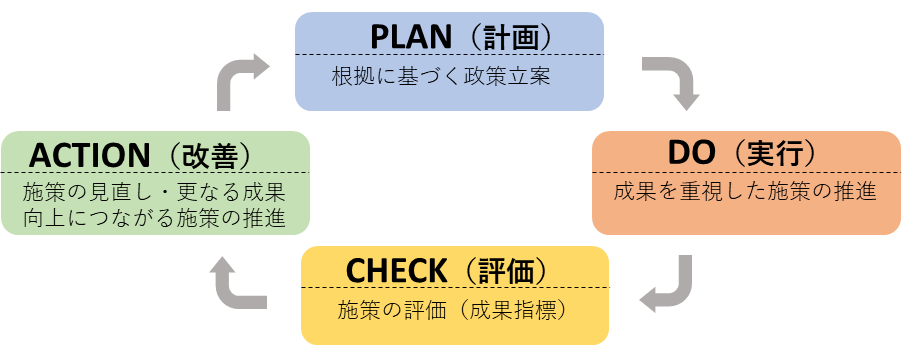 PLAN（計画）
根拠に基づく政策立案
DO（実行）
成果を重視した施策の推進
CHECK（評価）
施策の評価（成果指標）
ACTION（改善）
施策の見直し・更なる成果
向上につながる施策の推進